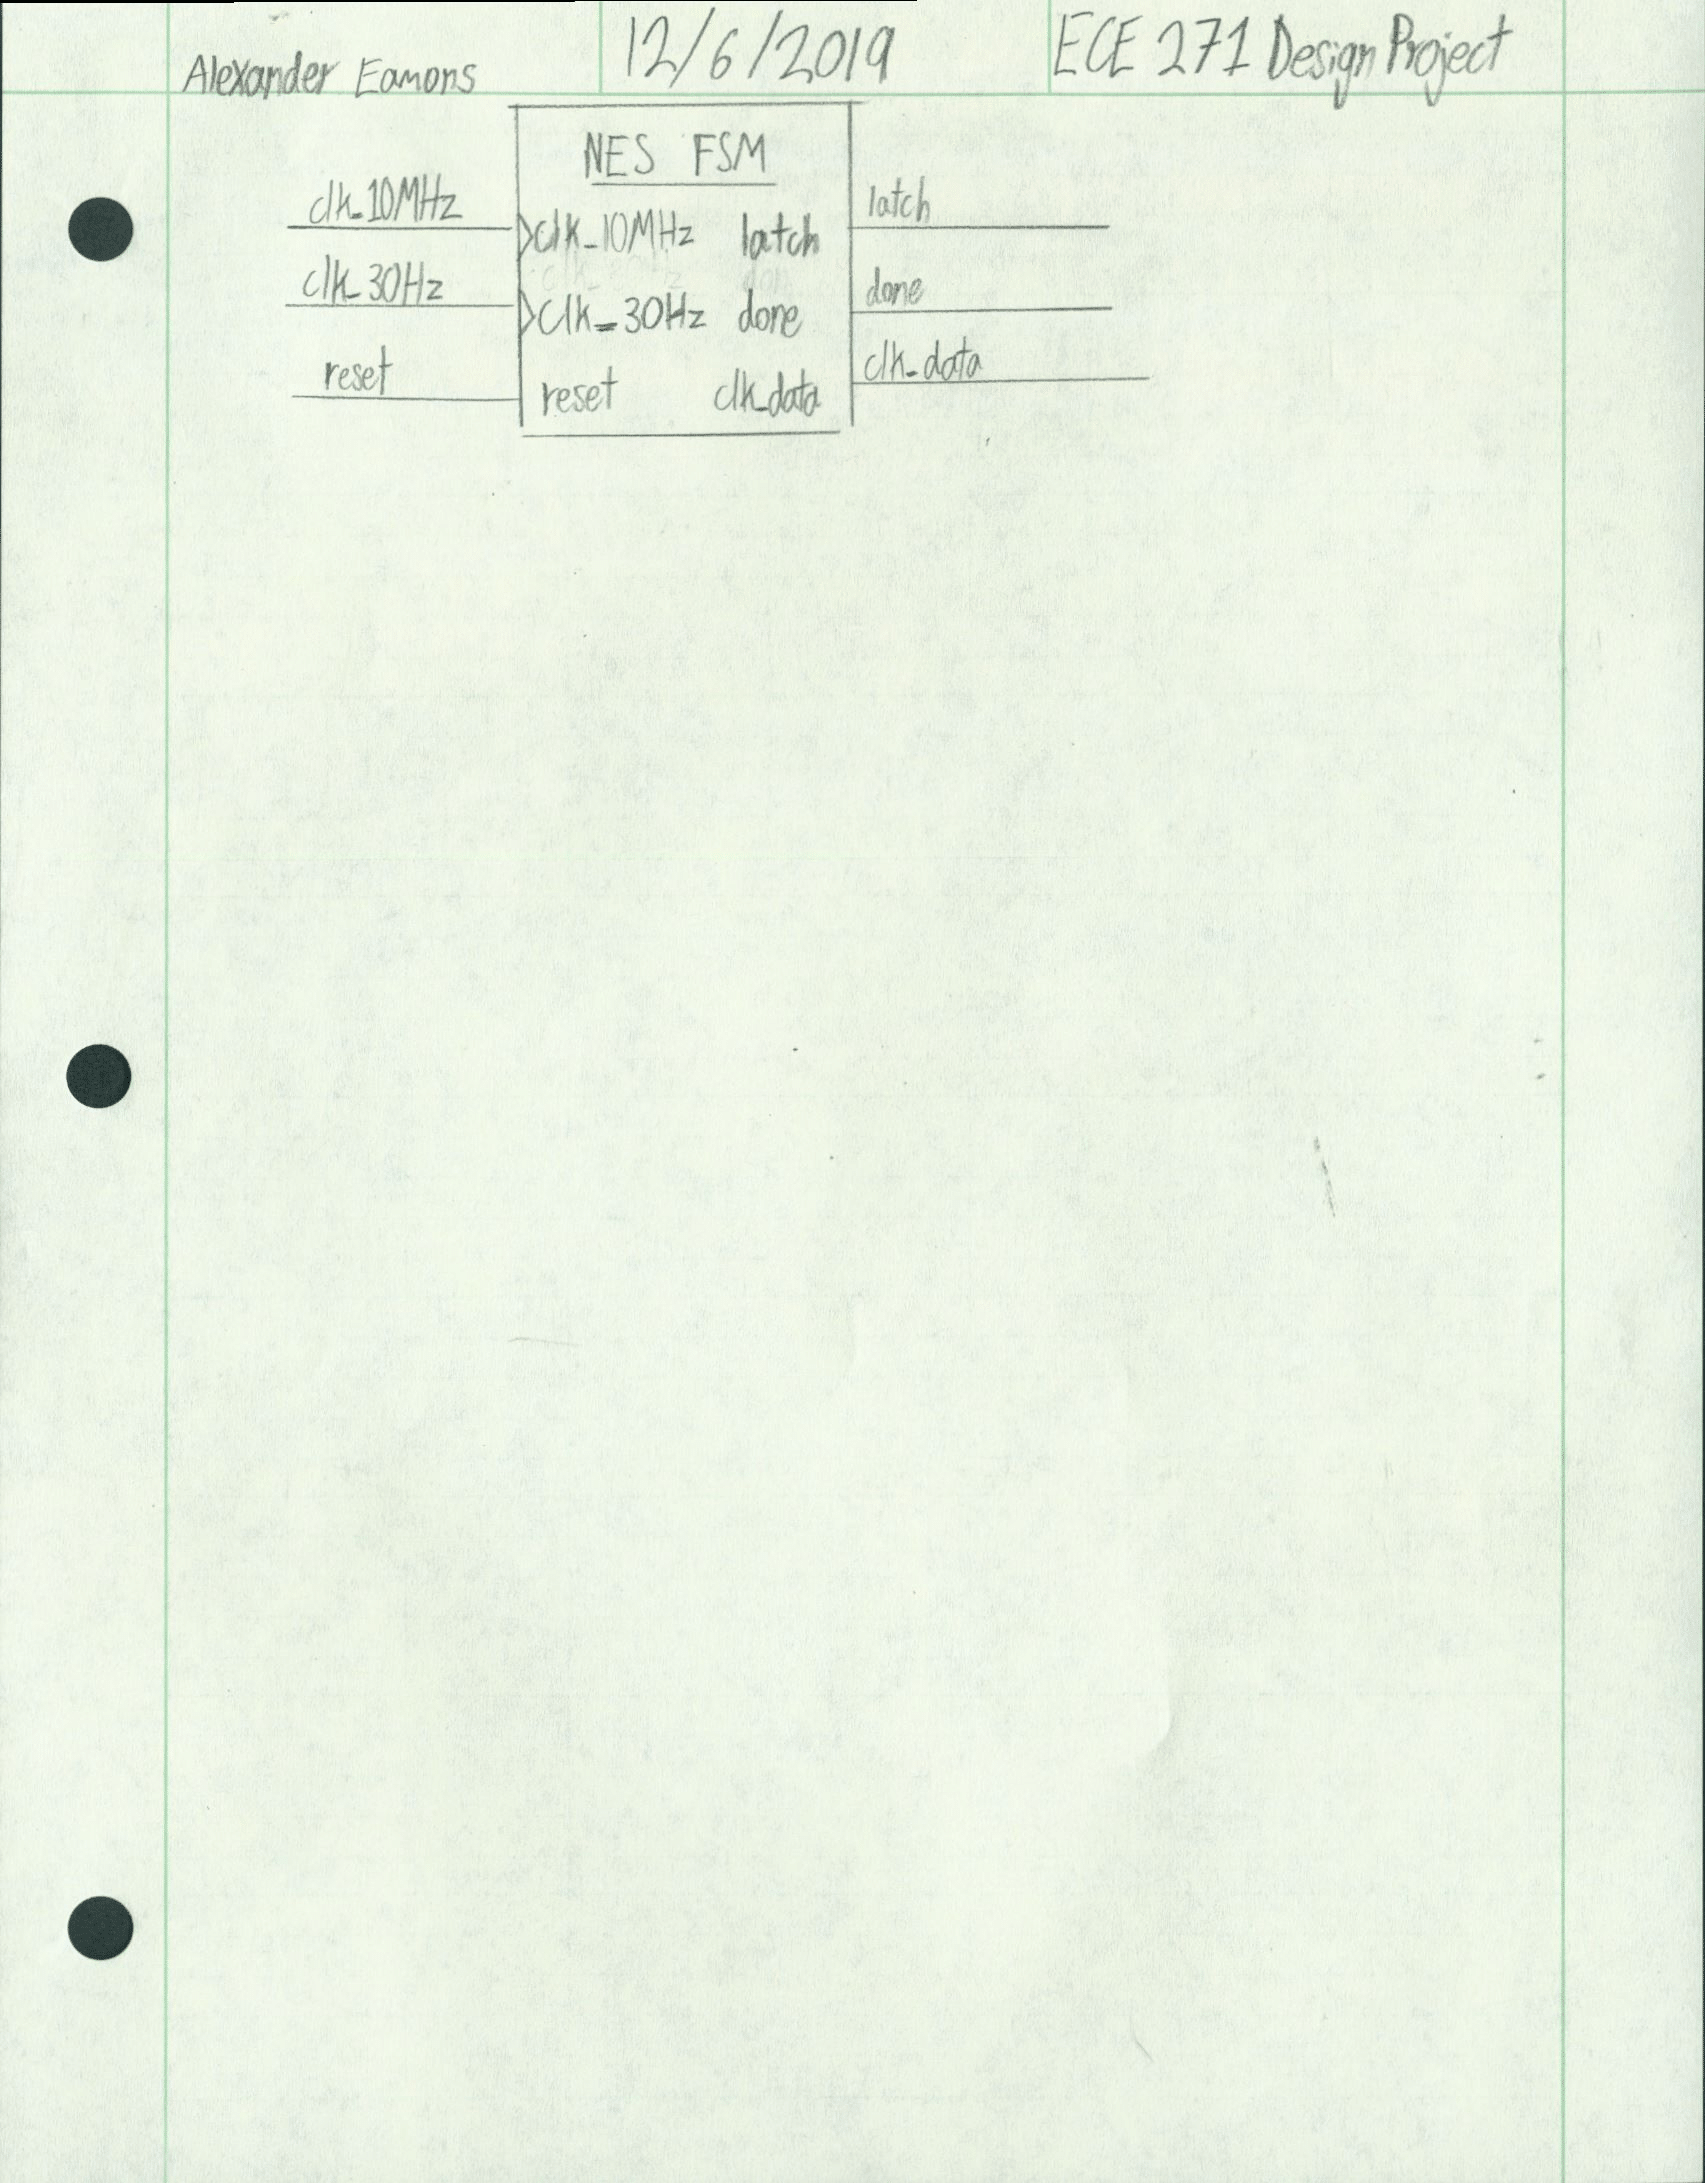 Alexander Eamons 12/6/2019 ECE 271 Design Project
NES FSM
clk_10MHz clk_10MHz latch latch
clk_30Hz clk_30Hz done done
reset reset clk_data clk_data